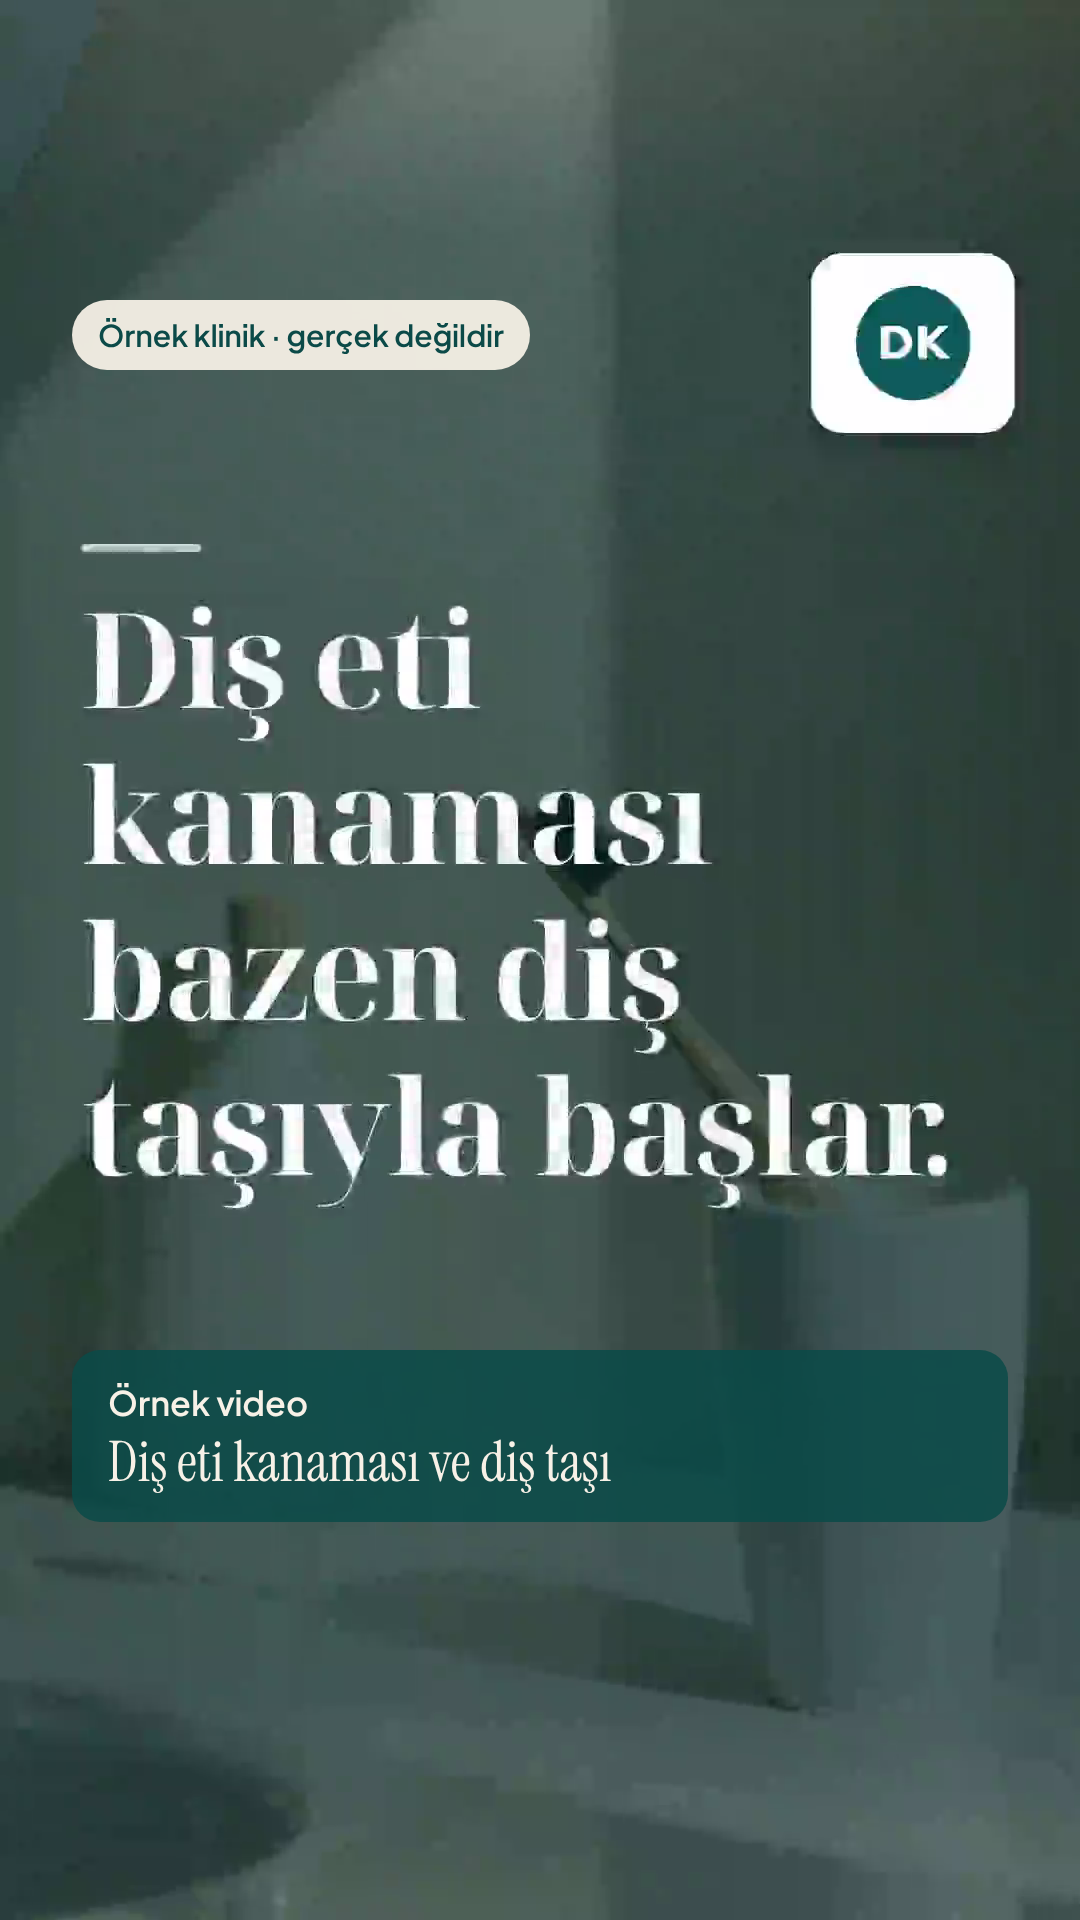 Örnek klinik · gerçek değildir
DK
Diş eti
kanaması
bazen diş
taşıyla başlar.
Örnek video
Diş eti kanaması ve diş taşı